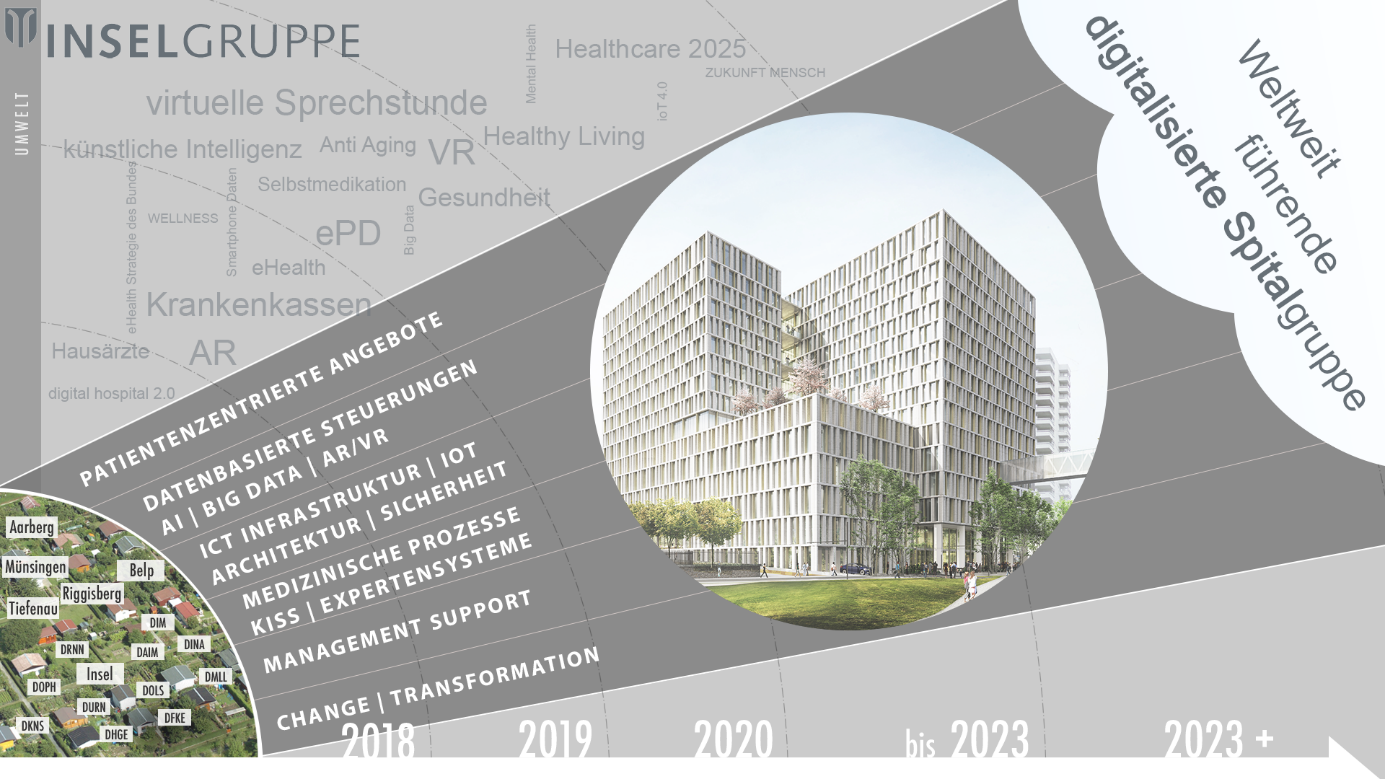 INSELGRUPPE
UMWELT
Mental Health
Healthcare 2025
ZUKUNFT MENSCH
ioT 4.0
virtuelle Sprechstunde
künstliche Intelligenz
Anti Aging
VR
Healthy Living
eHealth Strategie des Bundes
Smartphone Daten
Selbstmedikation
Gesundheit
WELLNESS
ePD
Big Data
eHealth
Krankenkassen
Hausärzte
AR
digital hospital 2.0
Weltweit
führende
digitalisierte Spitalgruppe
PATIENTENZENTRIERTE ANGEBOTE
DATENBASIERTE STEUERUNGEN
AI | BIG DATA | AR/VR
ICT INFRASTRUKTUR | IOT
ARCHITEKTUR | SICHERHEIT
MEDIZINISCHE PROZESSE
KISS | EXPERTENSYSTEME
MANAGEMENT SUPPORT
CHANGE | TRANSFORMATION
Aarberg
Münsingen
Belp
Riggisberg
Tiefenau
DIM
DRNN
DAIM
DINA
Insel
DMLL
DOPH
DOLS
DURN
DFKE
DKNS
DHGE
2018
2019
2020
bis 2023
2023 +